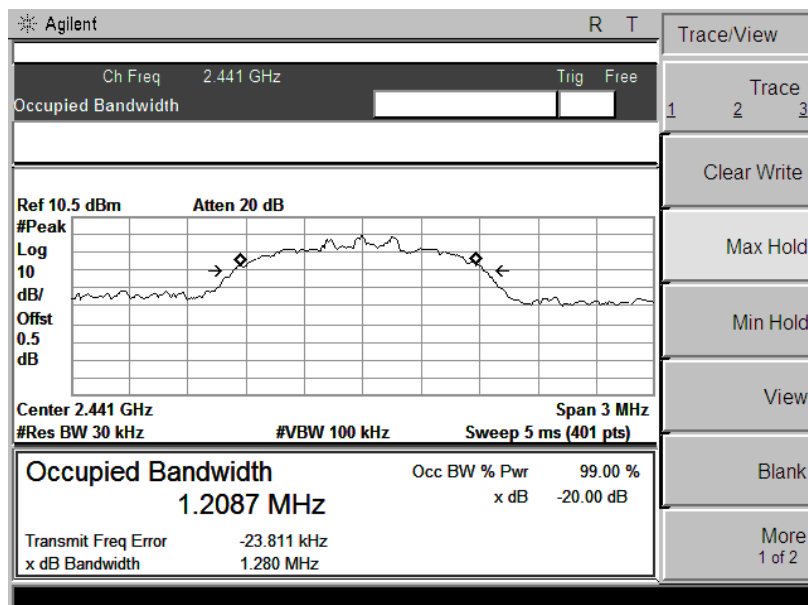 Agilent R T
Ch Freq 2.441 GHz Trig Free
Occupied Bandwidth
Ref 10.5 dBm Atten 20 dB
#Peak
Log
10
dB/
Offst
0.5
dB
Center 2.441 GHz Span 3 MHz
#Res BW 30 kHz #VBW 100 kHz Sweep 5 ms (401 pts)
Occupied Bandwidth Occ BW % Pwr 99.00 %
1.2087 MHz x dB -20.00 dB
Transmit Freq Error -23.811 kHz
x dB Bandwidth 1.280 MHz
Trace/View
Trace
1 2 3
Clear Write
Max Hold
Min Hold
View
Blank
More
1 of 2